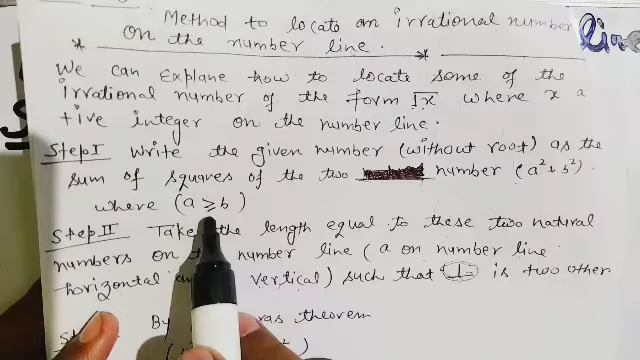 Method to locate an irrational number
on the number line.
line
We can explane how to locate some of the
irrational number of the form √x where x a
tive integer on the number line.
Step I Write the given number (without root) as the
sum of squares of the two number (a²+b²).
where (a ≥ b)
Step II Take the length equal to these two natural
numbers on number line (a on number line
horizontal vertical) such that 1 is two other
By theorem